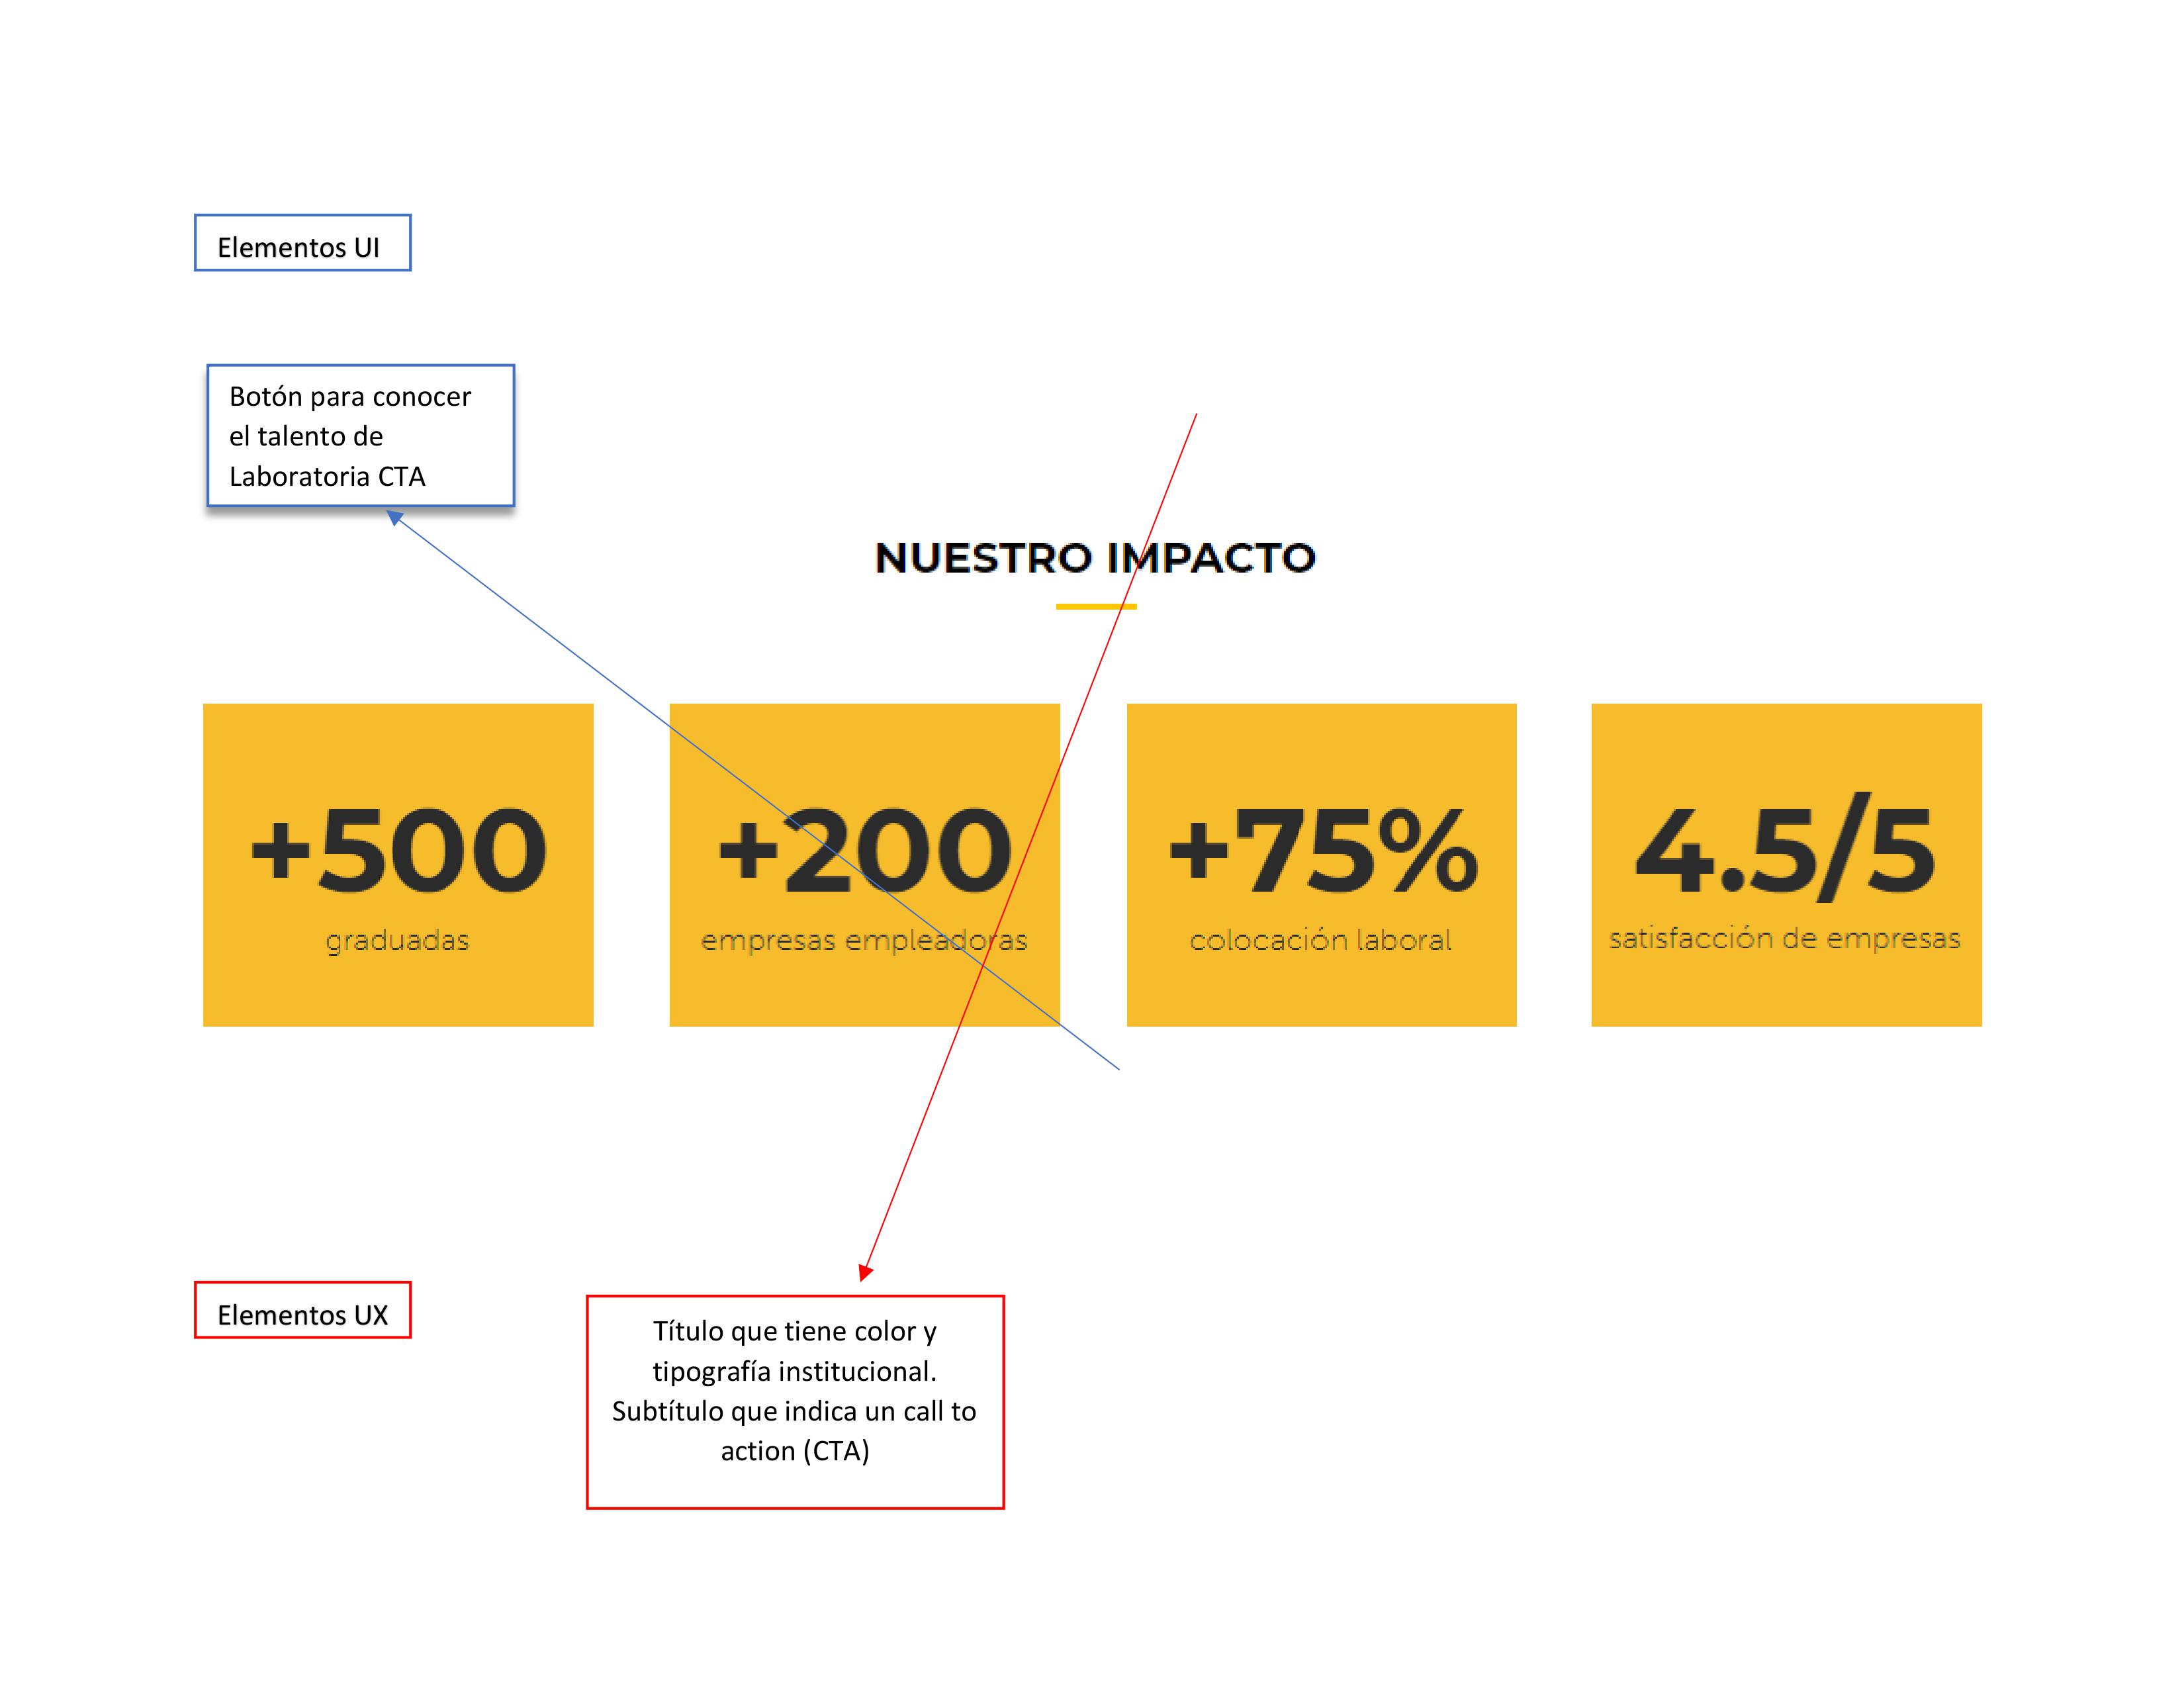 Elementos UI
Botón para conocer
el talento de
Laboratoria CTA
NUESTRO IMPACTO
+500
graduadas
+200
empresas empleadoras
+75%
colocación laboral
4.5/5
satisfacción de empresas
Elementos UX
Título que tiene color y
tipografía institucional.
Subtítulo que indica un call to
action (CTA)